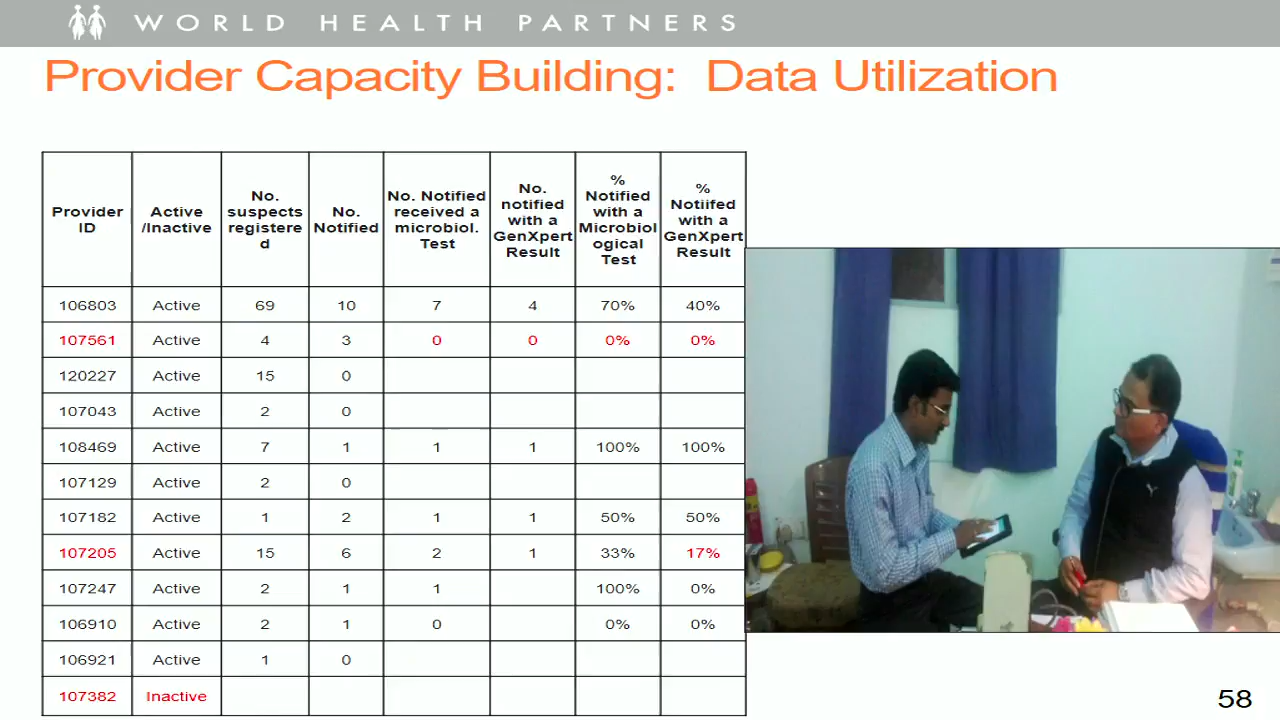 WORLD HEALTH PARTNERS
Provider Capacity Building: Data Utilization
Provider ID | Active /Inactive | No. suspects registere d | No. Notified | No. Notified received a microbiol. Test | No. notified with a GenXpert Result | % Notified with a Microbiol ogical Test | % Notiifed with a GenXpert Result
106803 Active 69 10 7 4 70% 40%
107561 Active 4 3 0 0 0% 0%
120227 Active 15 0
107043 Active 2 0
108469 Active 7 1 1 1 100% 100%
107129 Active 2 0
107182 Active 1 2 1 1 50% 50%
107205 Active 15 6 2 1 33% 17%
107247 Active 2 1 1 100% 0%
106910 Active 2 1 0 0% 0%
106921 Active 1 0
107382 Inactive
58